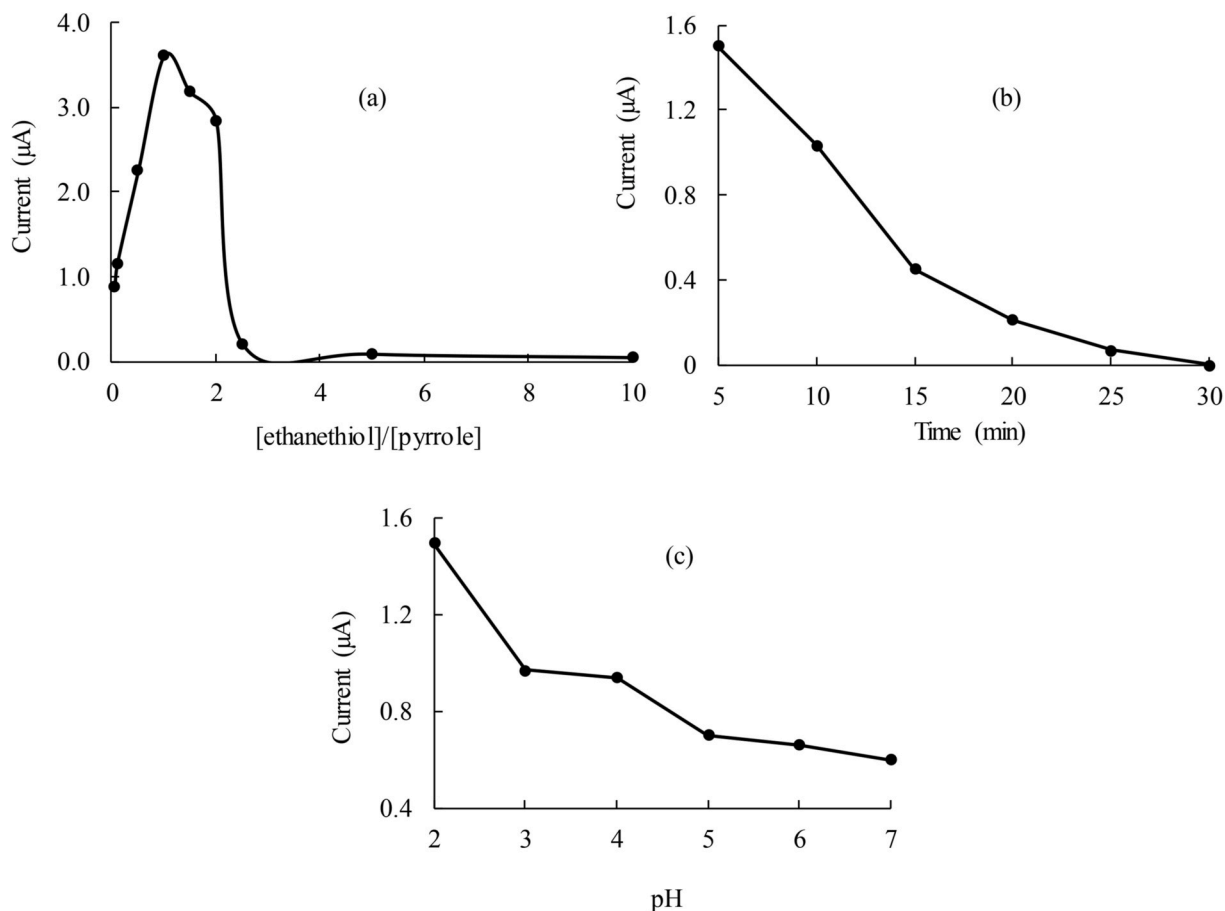 4.0
3.0
2.0
1.0
0.0
Current (μA)
(a)
0 2 4 6 8 10
[ethanethiol]/[pyrrole]
1.6
1.2
0.8
0.4
0
Current (μA)
(b)
5 10 15 20 25 30
Time (min)
1.6
1.2
0.8
0.4
Current (μA)
(c)
2 3 4 5 6 7
pH